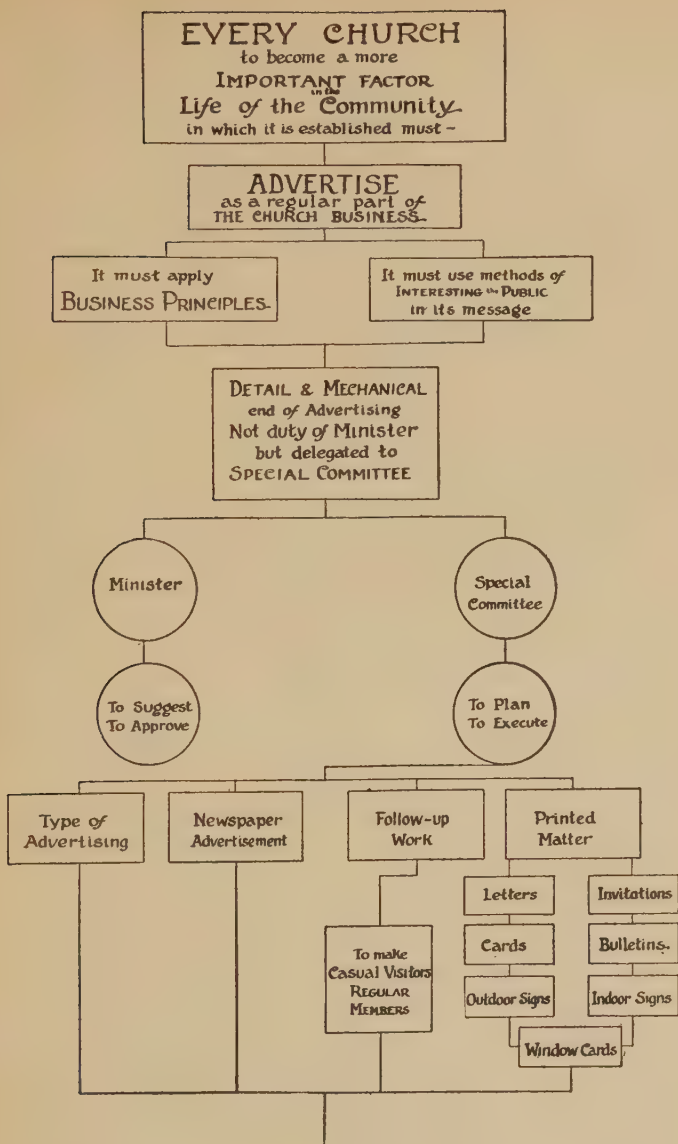 EVERY CHURCH
to become a more
IMPORTANT FACTOR
in the
Life of the Community
in which it is established must -
ADVERTISE
as a regular part of
THE CHURCH BUSINESS.
It must apply
BUSINESS PRINCIPLES.
It must use methods of
INTERESTING the PUBLIC
in its message
DETAIL & MECHANICAL
end of Advertising
Not duty of Minister
but delegated to
SPECIAL COMMITTEE
Minister
Special
Committee
To Suggest
To Approve
To Plan
To Execute
Type of
Advertising
Newspaper
Advertisement
Follow-up
Work
Printed
Matter
To make
Casual Visitors
REGULAR
MEMBERS
Letters
Invitations
Cards
Bulletins.
Outdoor Signs
Indoor Signs
Window Cards